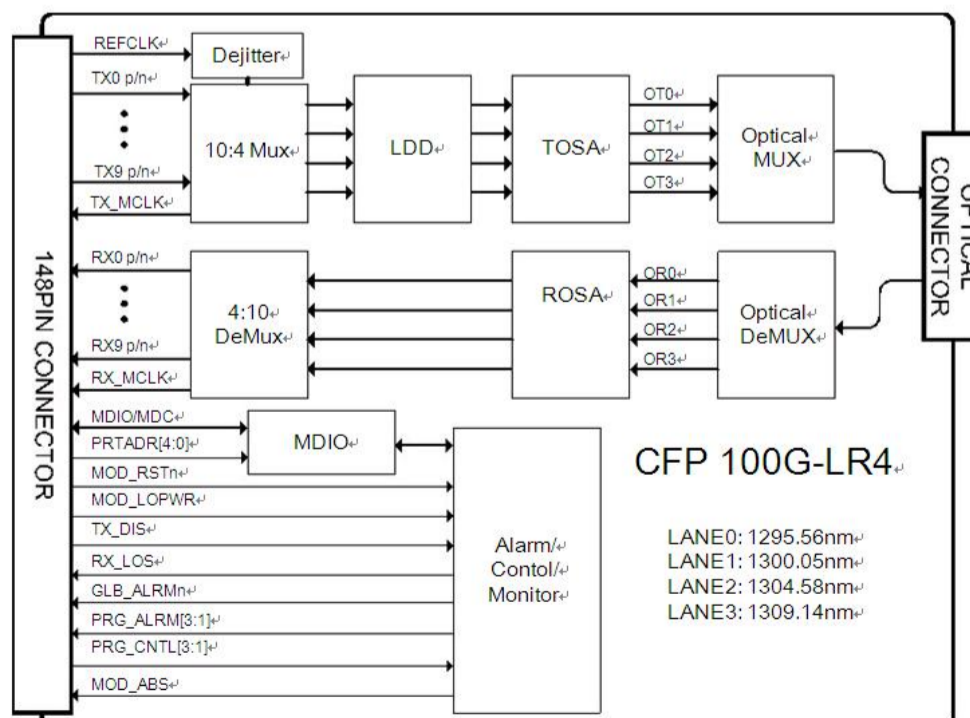 REFCLK
Dejitter
TX0 p/n
TX9 p/n
TX_MCLK
10:4 Mux
LDD
TOSA
OT0
OT1
OT2
OT3
Optical
MUX
OPTICAL
CONNECTOR
148PIN CONNECTOR
RX0 p/n
RX9 p/n
RX_MCLK
4:10
DeMux
ROSA
OR0
OR1
OR2
OR3
Optical
DeMUX
MDIO/MDC
PRTADR[4:0]
MDIO
MOD_RSTn
MOD_LOPWR
TX_DIS
RX_LOS
GLB_ALRMn
PRG_ALRM[3:1]
PRG_CNTL[3:1]
MOD_ABS
Alarm/
Contol/
Monitor
CFP 100G-LR4
LANE0: 1295.56nm
LANE1: 1300.05nm
LANE2: 1304.58nm
LANE3: 1309.14nm